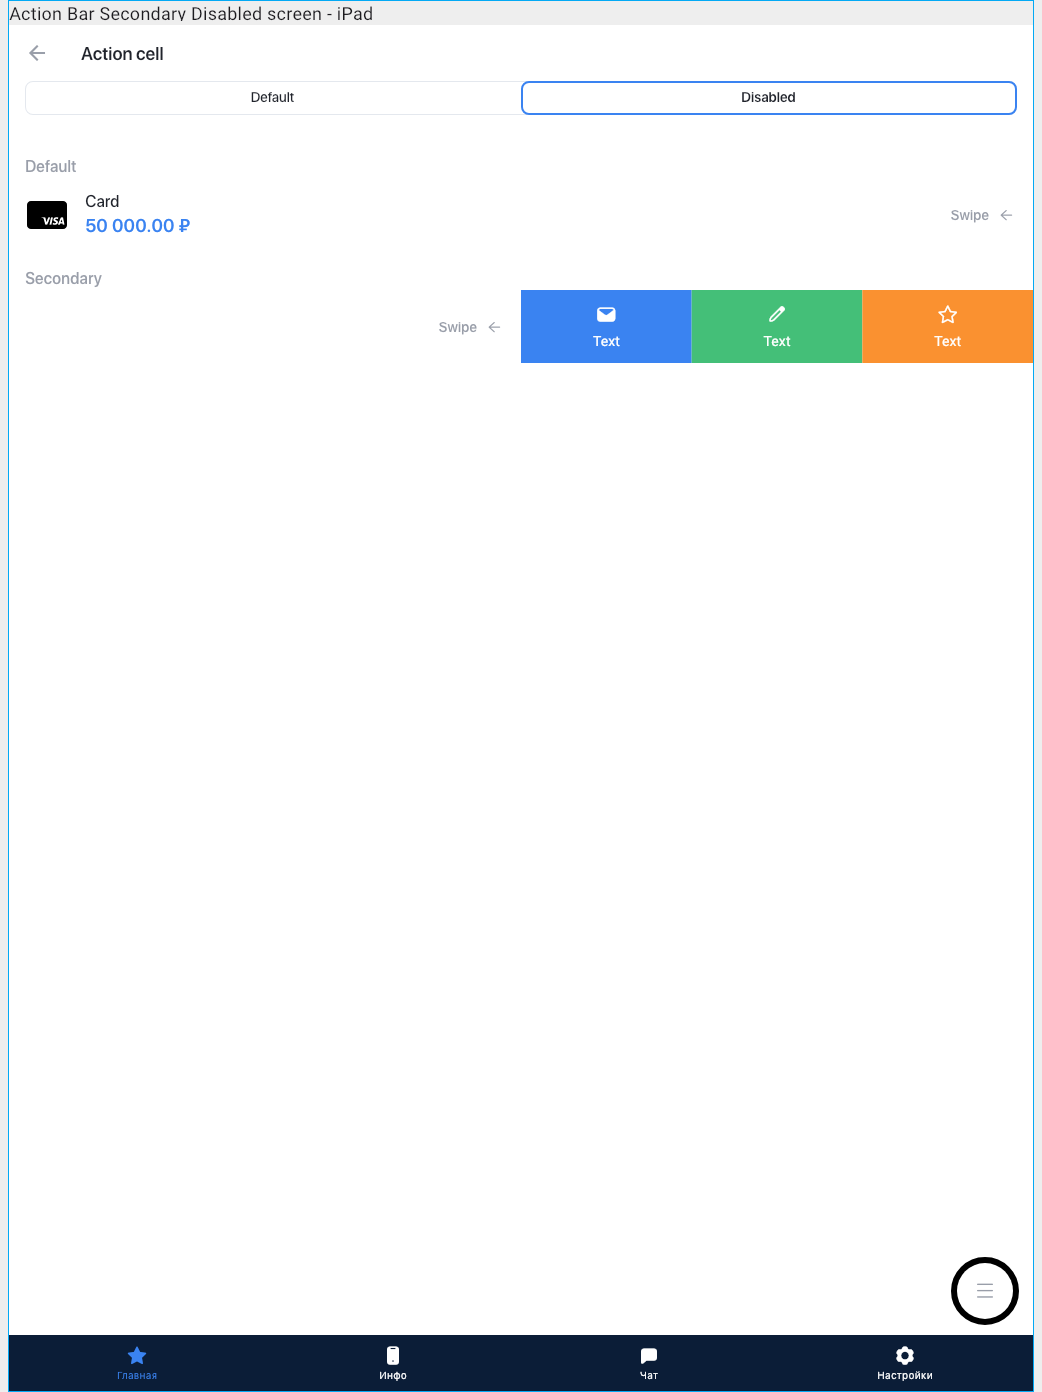 Action Bar Secondary Disabled screen - iPad
Action cell
Default
Disabled
Default
Card
VISA
50 000.00 ₽
Swipe
Secondary
Swipe
Text
Text
Text
Главная
Инфо
Чат
Настройки